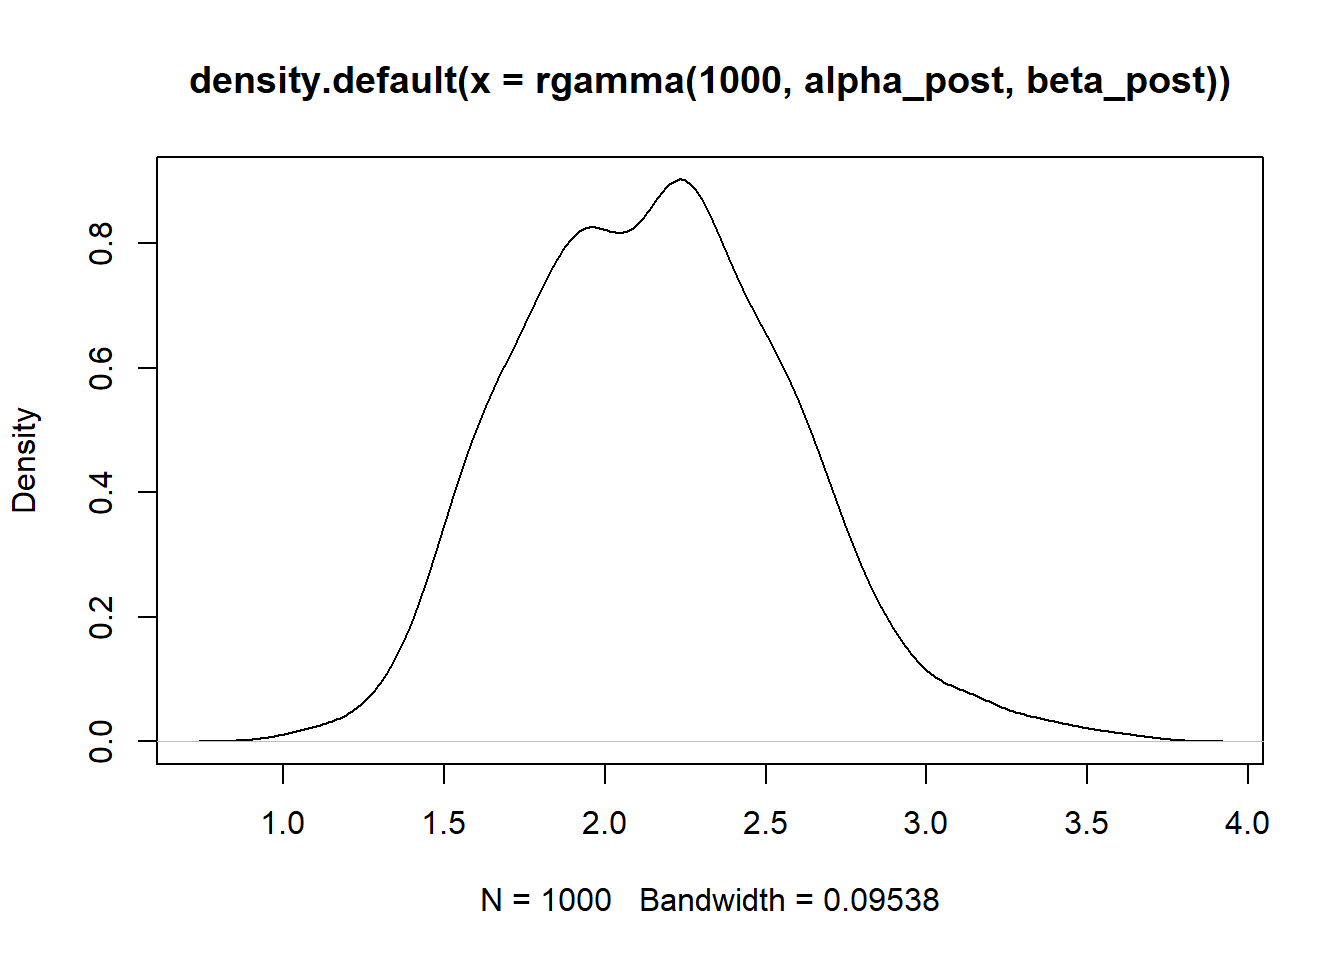 density.default(x = rgamma(1000, alpha_post, beta_post))
Density
0.8
0.6
0.4
0.2
0.0
1.0 1.5 2.0 2.5 3.0 3.5 4.0
N = 1000   Bandwidth = 0.09538